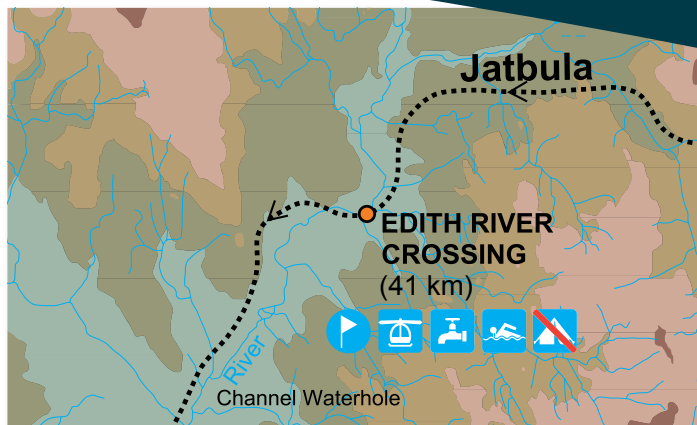 Jatbula
EDITH RIVER
CROSSING
(41 km)
River
Channel Waterhole